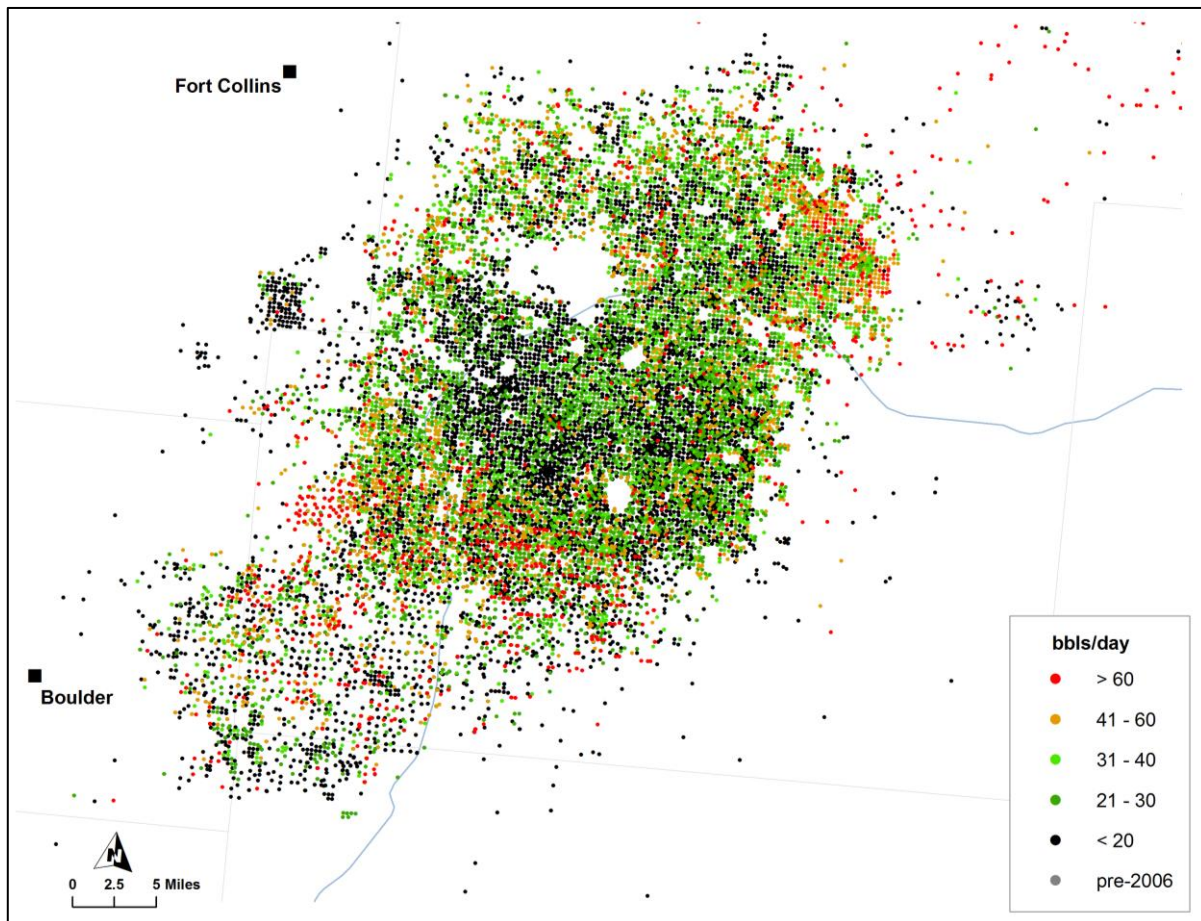 Fort Collins
Boulder
N
0 2.5 5 Miles
bbls/day
> 60
41 - 60
31 - 40
21 - 30
< 20
pre-2006